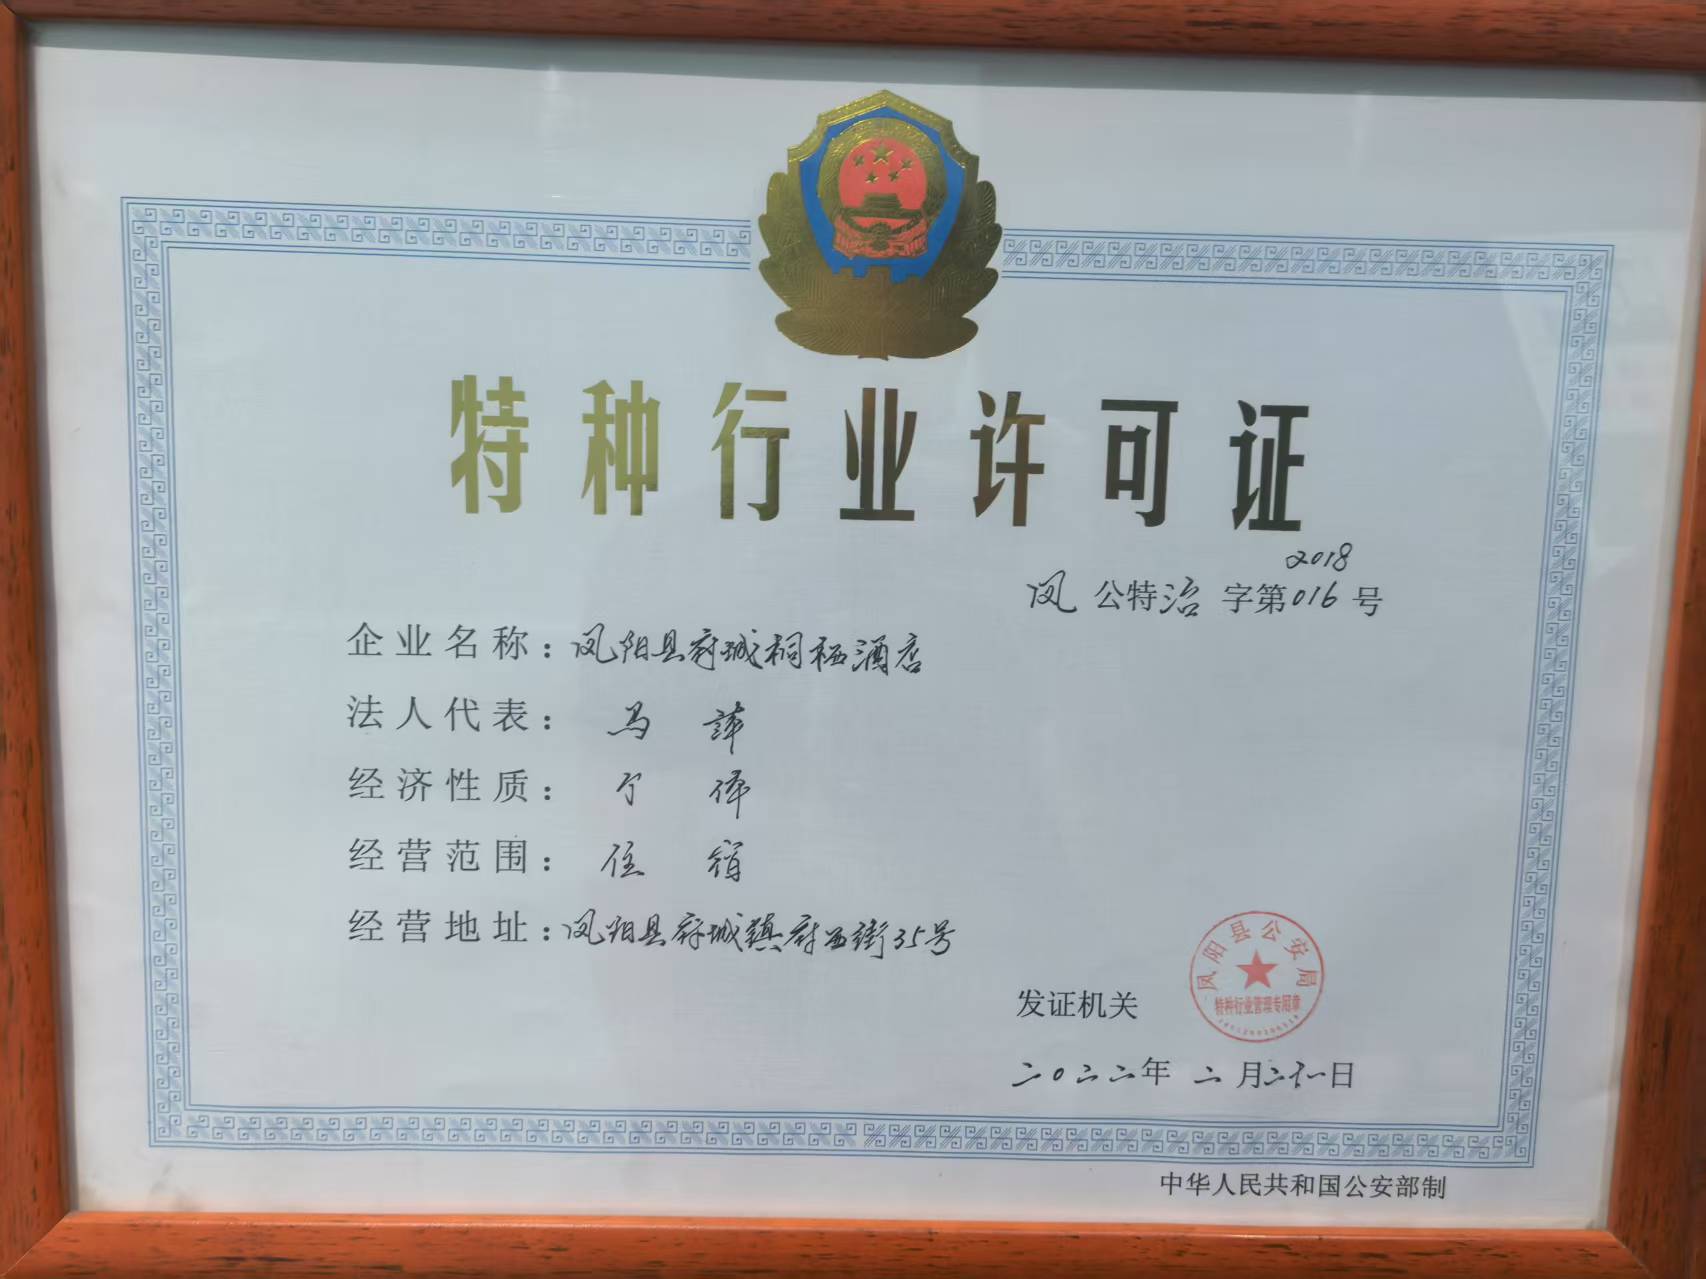 特种行业许可证
2018
凤公特治字第016号
企业名称：凤阳县府城桐栖酒店
法人代表：马萍
经济性质：个体
经营范围：住宿
经营地址：凤阳县府城镇府西街35号
凤阳县公安局
特种行业管理专用章
发证机关
二〇二二年二月二十一日
中华人民共和国公安部制